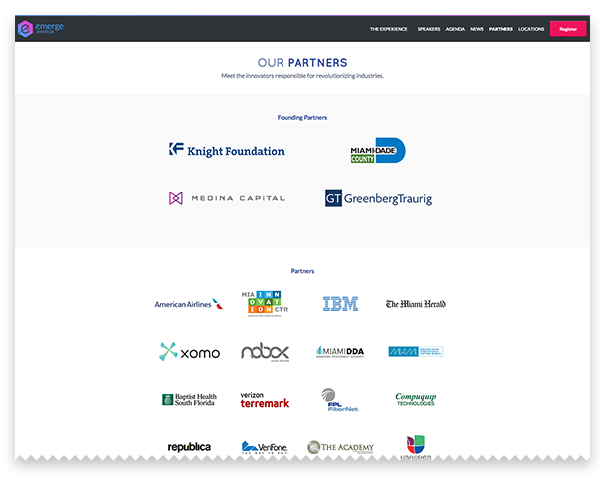 emerge
americas
THE EXPERIENCE SPEAKERS AGENDA NEWS PARTNERS LOCATIONS Register
OUR PARTNERS
Meet the innovators responsible for revolutionizing industries.
Founding Partners
Knight Foundation
MIAMI-DADE
COUNTY
MEDINA CAPITAL
GT GreenbergTraurig
Partners
American Airlines
MIA INN
OVAT
ION CTR
IBM
The Miami Herald
xomo
nobox
MIAMIDDA
MIAMI
Baptist Health
South Florida
verizon
terremark
FPL
FiberNet
Compuquip
TECHNOLOGIES
republica
VeriFone
THE ACADEMY